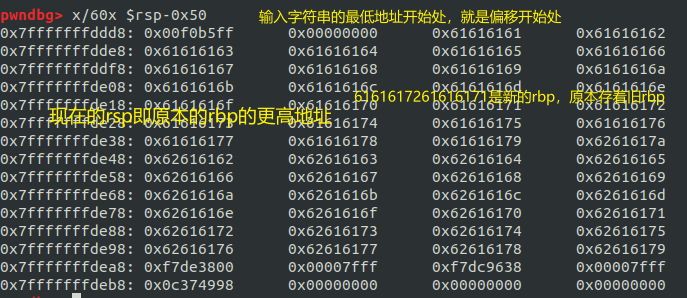 pwndbg> x/60x $rsp-0x50 输入字符串的最低地址开始处，就是偏移开始处
0x7fffffffddd8: 0x00f0b5ff 0x00000000 0x61616161 0x61616162
0x7fffffffdde8: 0x61616163 0x61616164 0x61616165 0x61616166
0x7fffffffddf8: 0x61616167 0x61616168 0x61616169 0x6161616a
0x7fffffffde08: 0x6161616b 0x6161616c 0x6161616d 0x6161616e
6161617261616171是新的rbp，原本存着旧rbp
0x7fffffffde18: 0x6161616f 0x61616170 0x61616171 0x61616172
现在的rsp即原本的rbp的更高地址
0x7fffffffde28: 0x61616173 0x61616174 0x61616175 0x61616176
0x7fffffffde38: 0x61616177 0x61616178 0x61616179 0x6261617a
0x7fffffffde48: 0x62616162 0x62616163 0x62616164 0x62616165
0x7fffffffde58: 0x62616166 0x62616167 0x62616168 0x62616169
0x7fffffffde68: 0x6261616a 0x6261616b 0x6261616c 0x6261616d
0x7fffffffde78: 0x6261616e 0x6261616f 0x62616170 0x62616171
0x7fffffffde88: 0x62616172 0x62616173 0x62616174 0x62616175
0x7fffffffde98: 0x62616176 0x62616177 0x62616178 0x62616179
0x7fffffffdea8: 0xf7de3800 0x00007fff 0xf7dc9638 0x00007fff
0x7fffffffdeb8: 0x0c374998 0x00000000 0x00000000 0x00000000